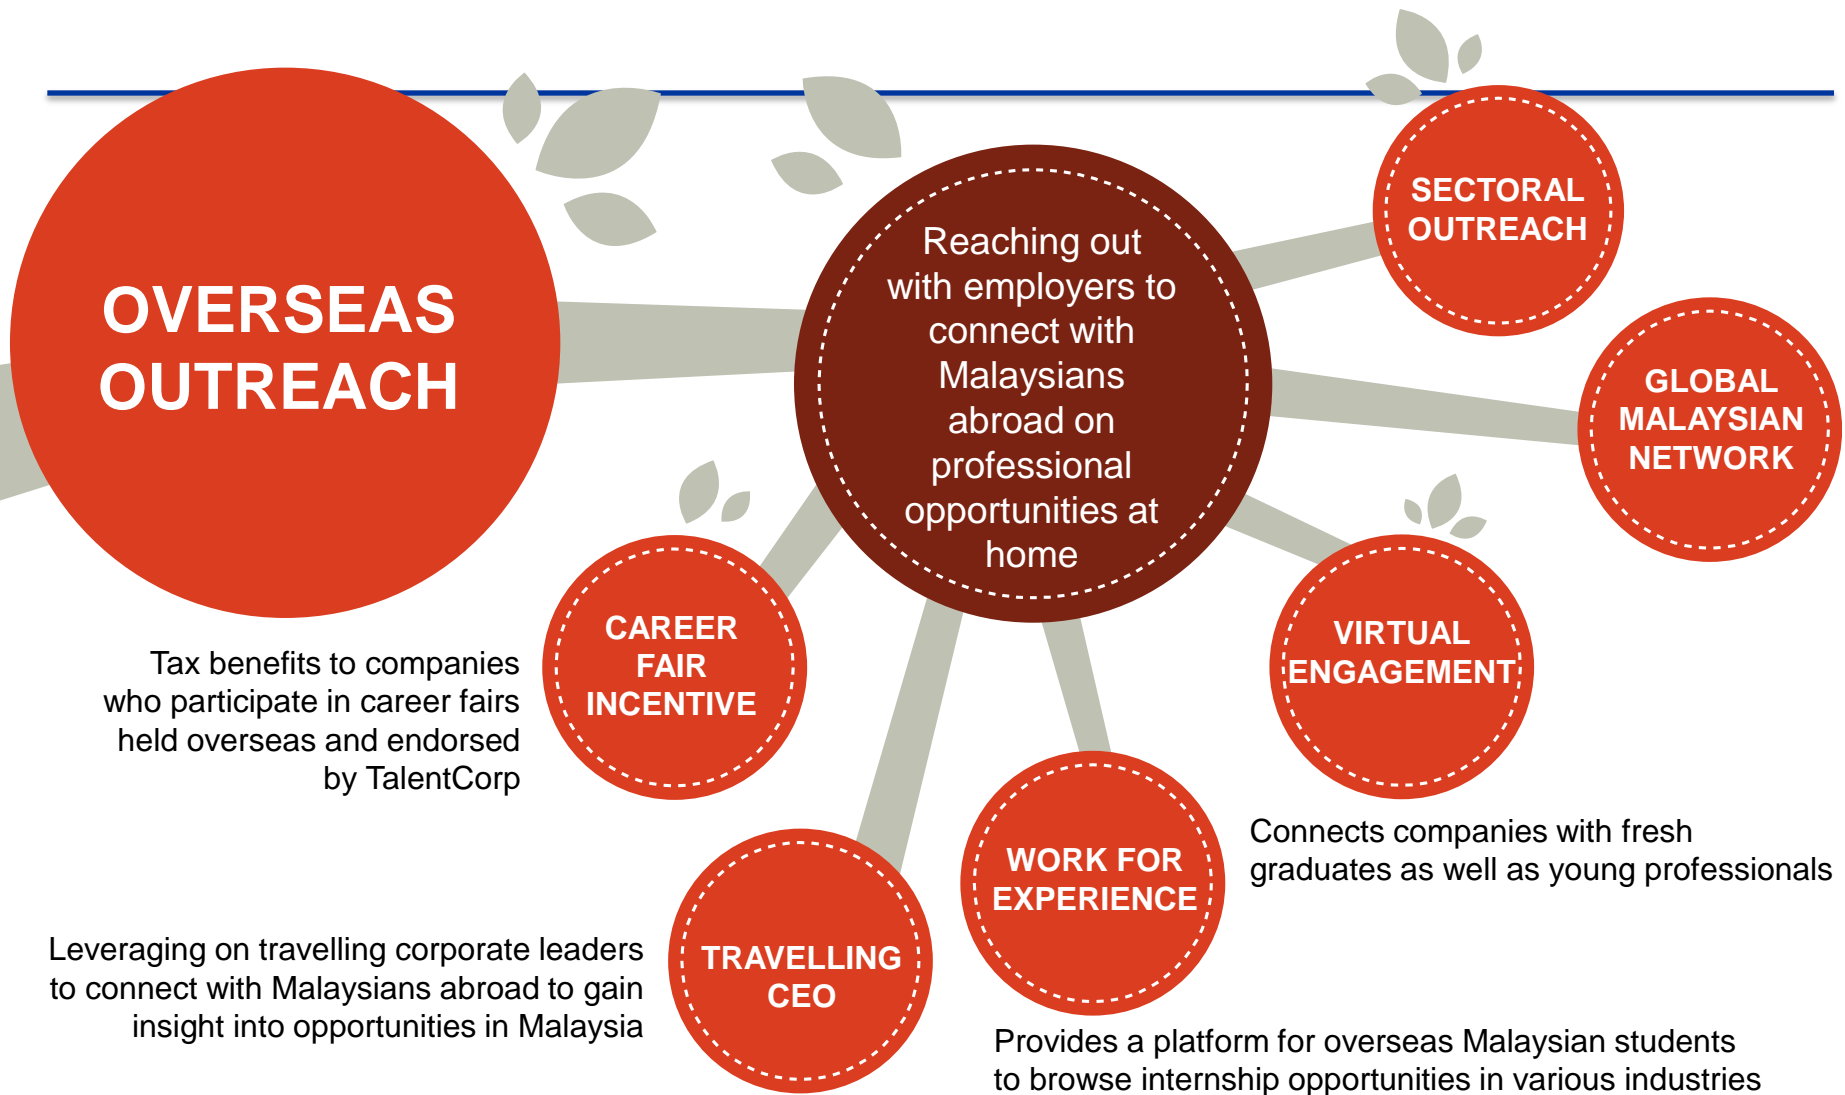 OVERSEAS
OUTREACH
Reaching out
with employers to
connect with
Malaysians
abroad on
professional
opportunities at
home
SECTORAL
OUTREACH
GLOBAL
MALAYSIAN
NETWORK
VIRTUAL
ENGAGEMENT
Connects companies with fresh
graduates as well as young professionals
WORK FOR
EXPERIENCE
Provides a platform for overseas Malaysian students
to browse internship opportunities in various industries
TRAVELLING
CEO
Leveraging on travelling corporate leaders
to connect with Malaysians abroad to gain
insight into opportunities in Malaysia
CAREER
FAIR
INCENTIVE
Tax benefits to companies
who participate in career fairs
held overseas and endorsed
by TalentCorp